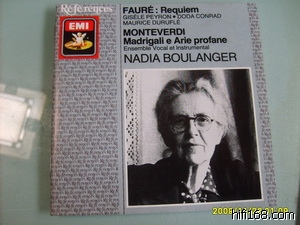 References
EMI
FAURÉ : Requiem
GISÈLE PEYRON • DODA CONRAD
MAURICE DURUFLÉ
MONTEVERDI
Madrigali e Arie profane
Ensemble Vocal et Instrumental
NADIA BOULANGER
hifi168.com